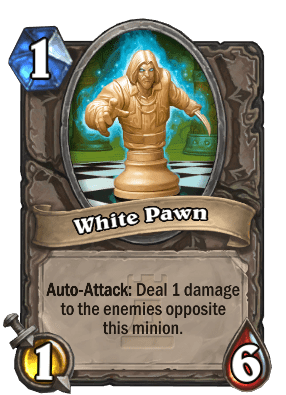 1
White Pawn
Auto-Attack: Deal 1 damage
to the enemies opposite
this minion.
1
6